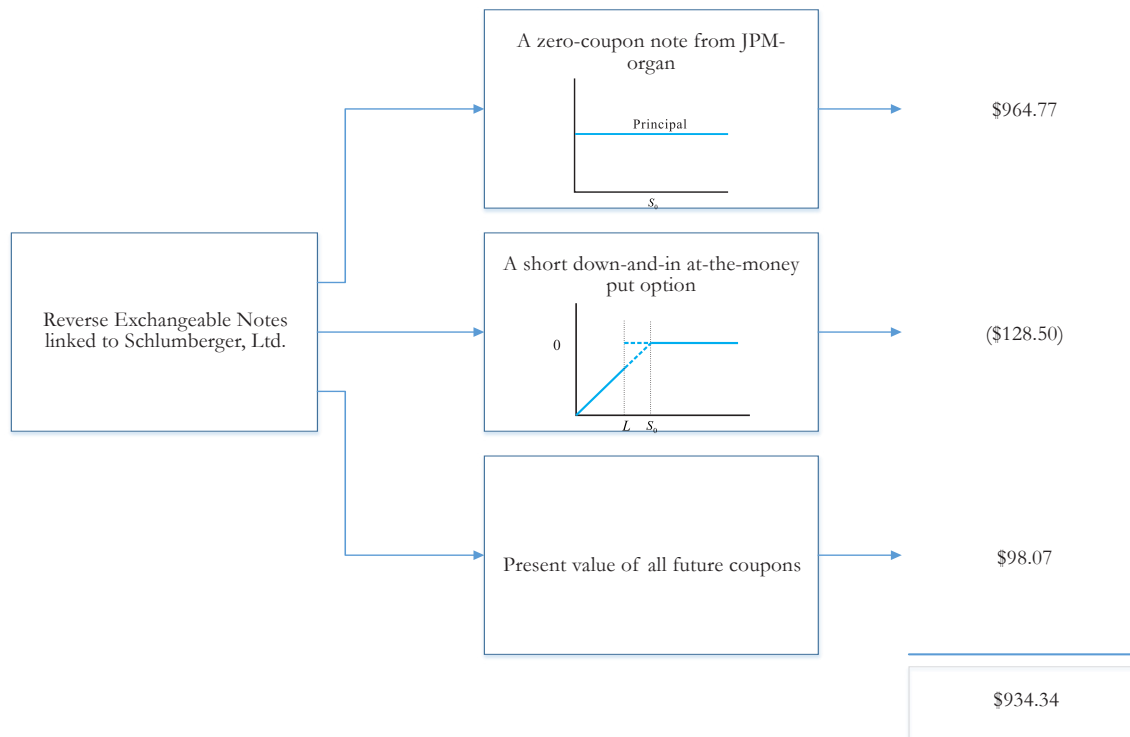 A zero-coupon note from JPM-
organ
Principal
S₀
$964.77
Reverse Exchangeable Notes
linked to Schlumberger, Ltd.
A short down-and-in at-the-money
put option
0
L
S₀
($128.50)
Present value of all future coupons
$98.07
$934.34